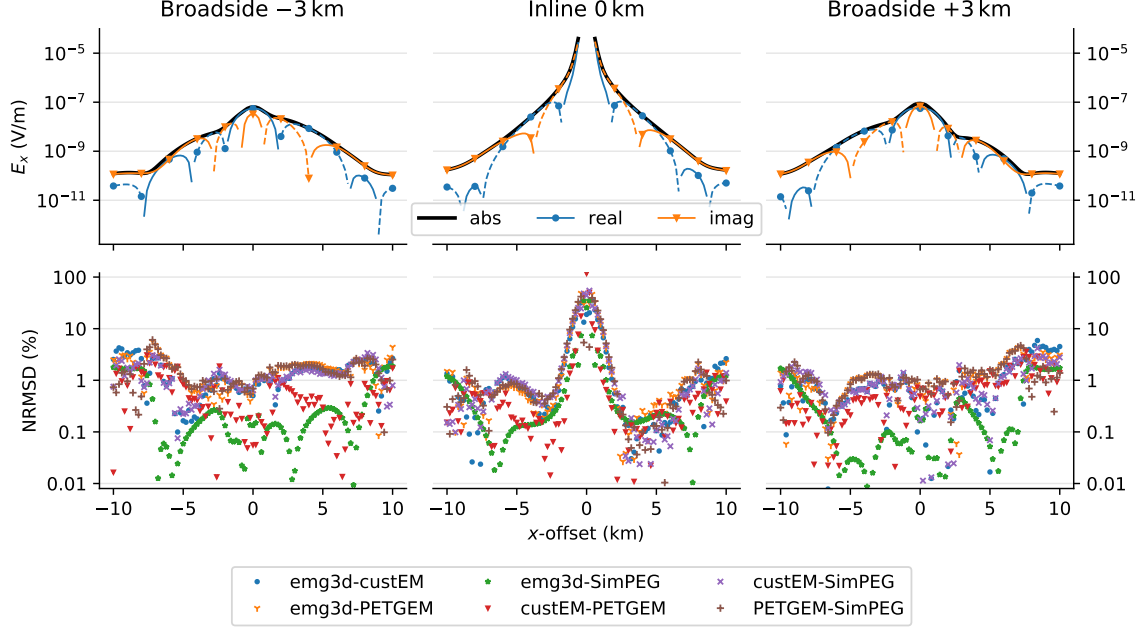 Broadside −3 km Inline 0 km Broadside +3 km
E_x (V/m)
10⁻⁵ 10⁻⁵
10⁻⁷ 10⁻⁷
10⁻⁹ 10⁻⁹
10⁻¹¹ 10⁻¹¹
abs real imag
NRMSD (%)
100 100
10 10
1 1
0.1 0.1
0.01 0.01
−10 −5 0 5 10 −10 −5 0 5 10 −10 −5 0 5 10
x-offset (km)
emg3d-custEM emg3d-SimPEG custEM-SimPEG
emg3d-PETGEM custEM-PETGEM PETGEM-SimPEG